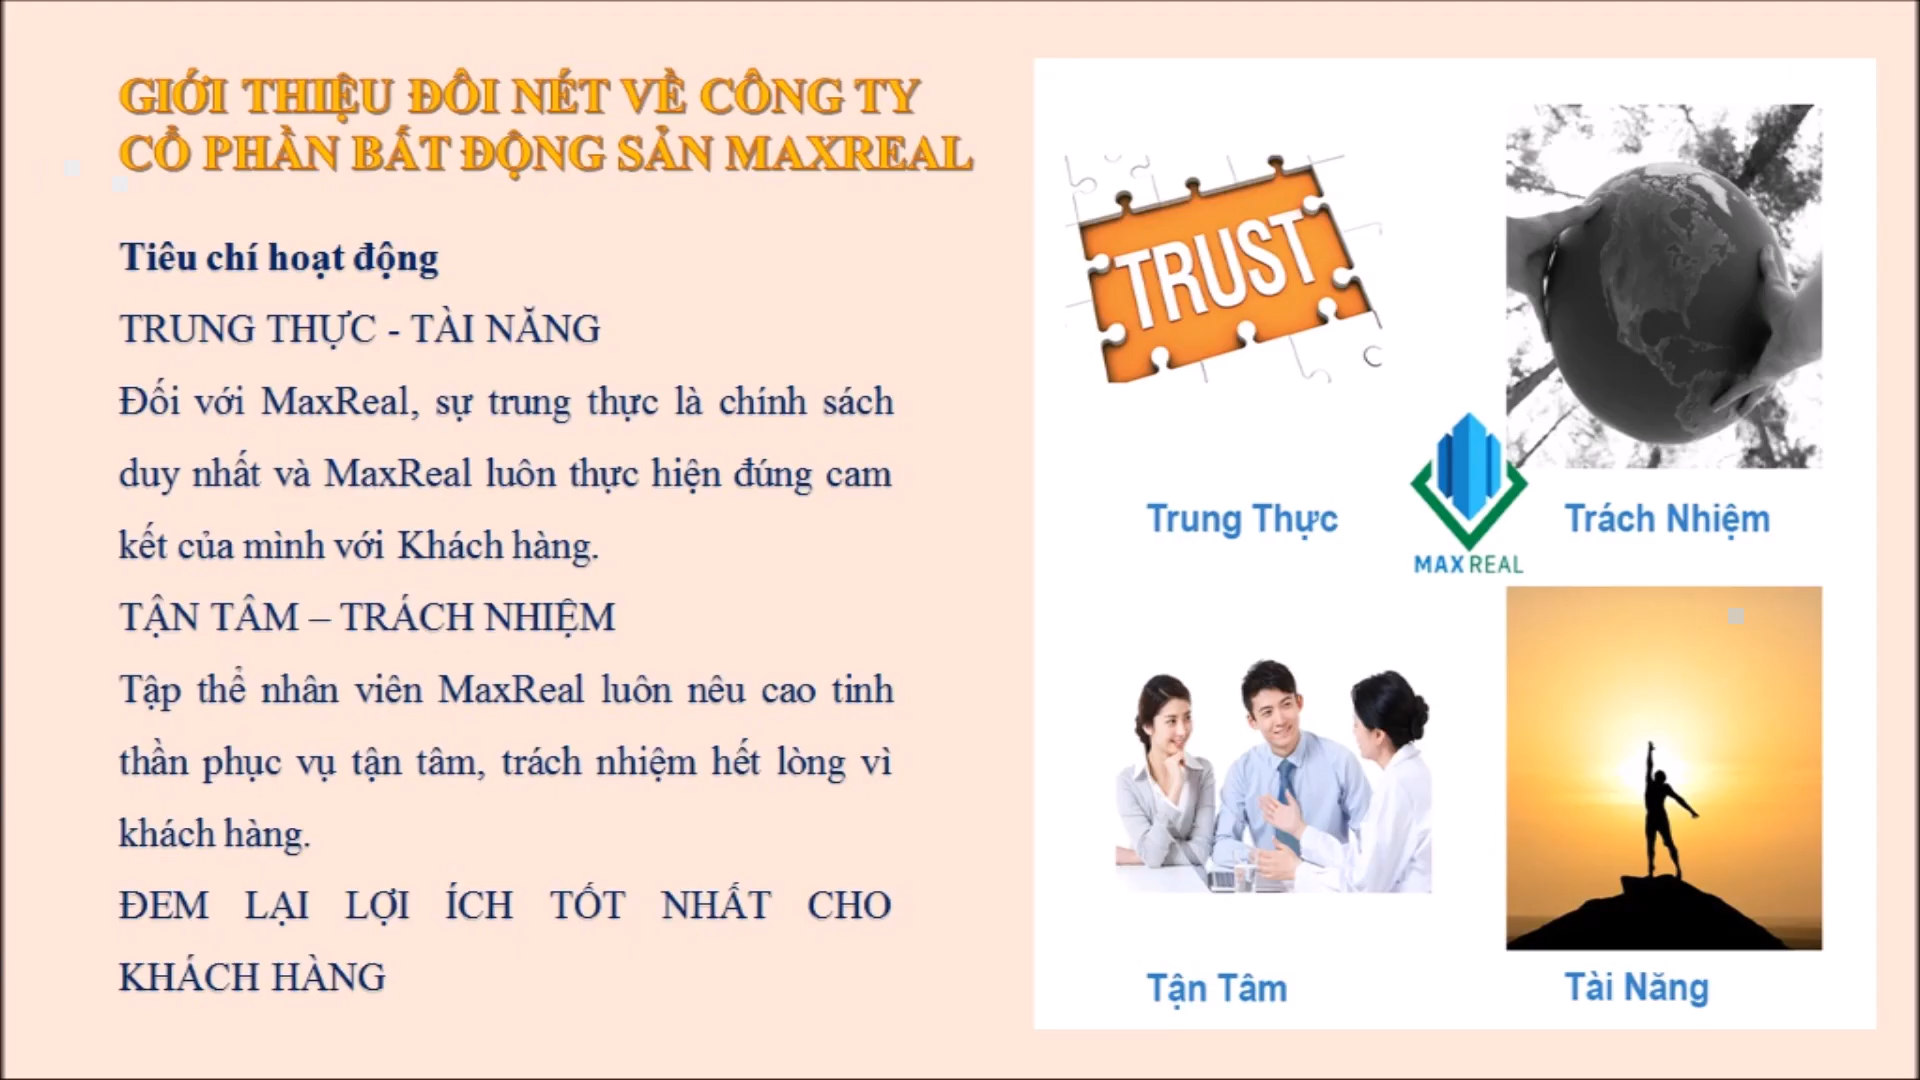 GIỚI THIỆU ĐÔI NÉT VỀ CÔNG TY
CỔ PHẦN BẤT ĐỘNG SẢN MAXREAL
Tiêu chí hoạt động
TRUNG THỰC - TÀI NĂNG
Đối với MaxReal, sự trung thực là chính sách
duy nhất và MaxReal luôn thực hiện đúng cam
kết của mình với Khách hàng.
TẬN TÂM – TRÁCH NHIỆM
Tập thể nhân viên MaxReal luôn nêu cao tinh
thần phục vụ tận tâm, trách nhiệm hết lòng vì
khách hàng.
ĐEM LẠI LỢI ÍCH TỐT NHẤT CHO
KHÁCH HÀNG
TRUST
Trung Thực
Trách Nhiệm
MAX REAL
Tận Tâm
Tài Năng